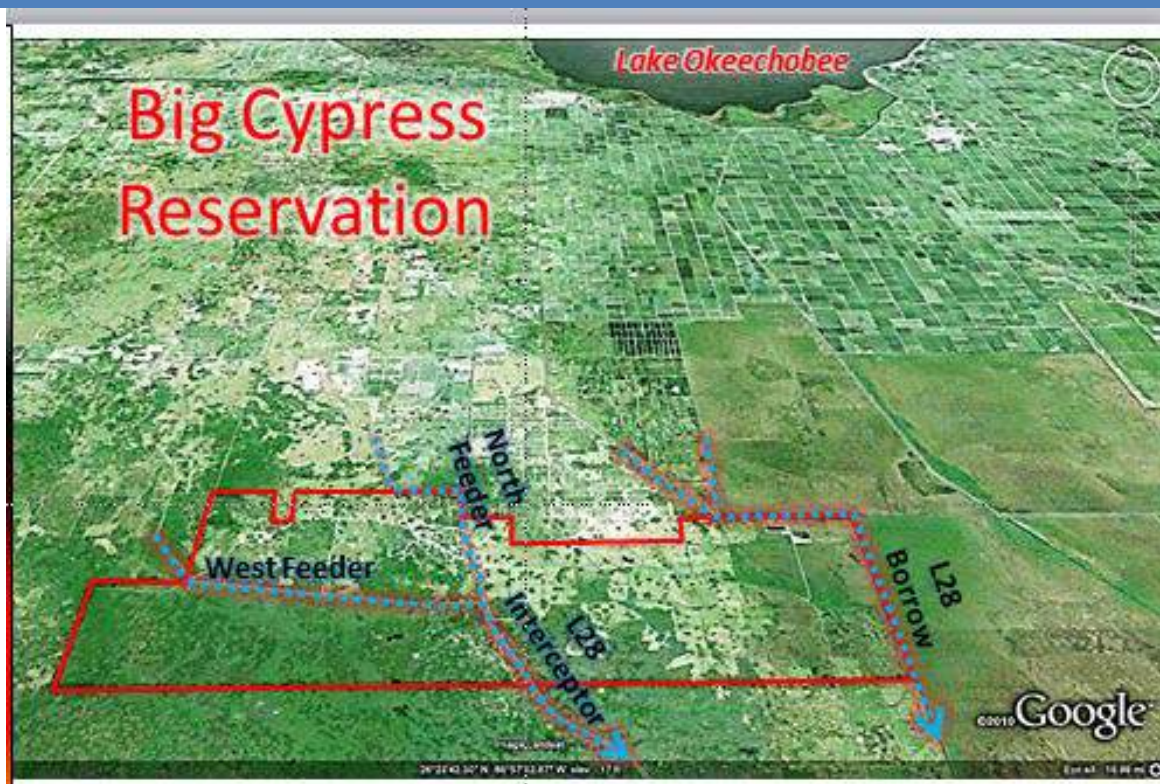 Lake Okeechobee
Big Cypress
Reservation
North
Feeder
West Feeder
L28
Interceptor
L28
Borrow
©2010 Google